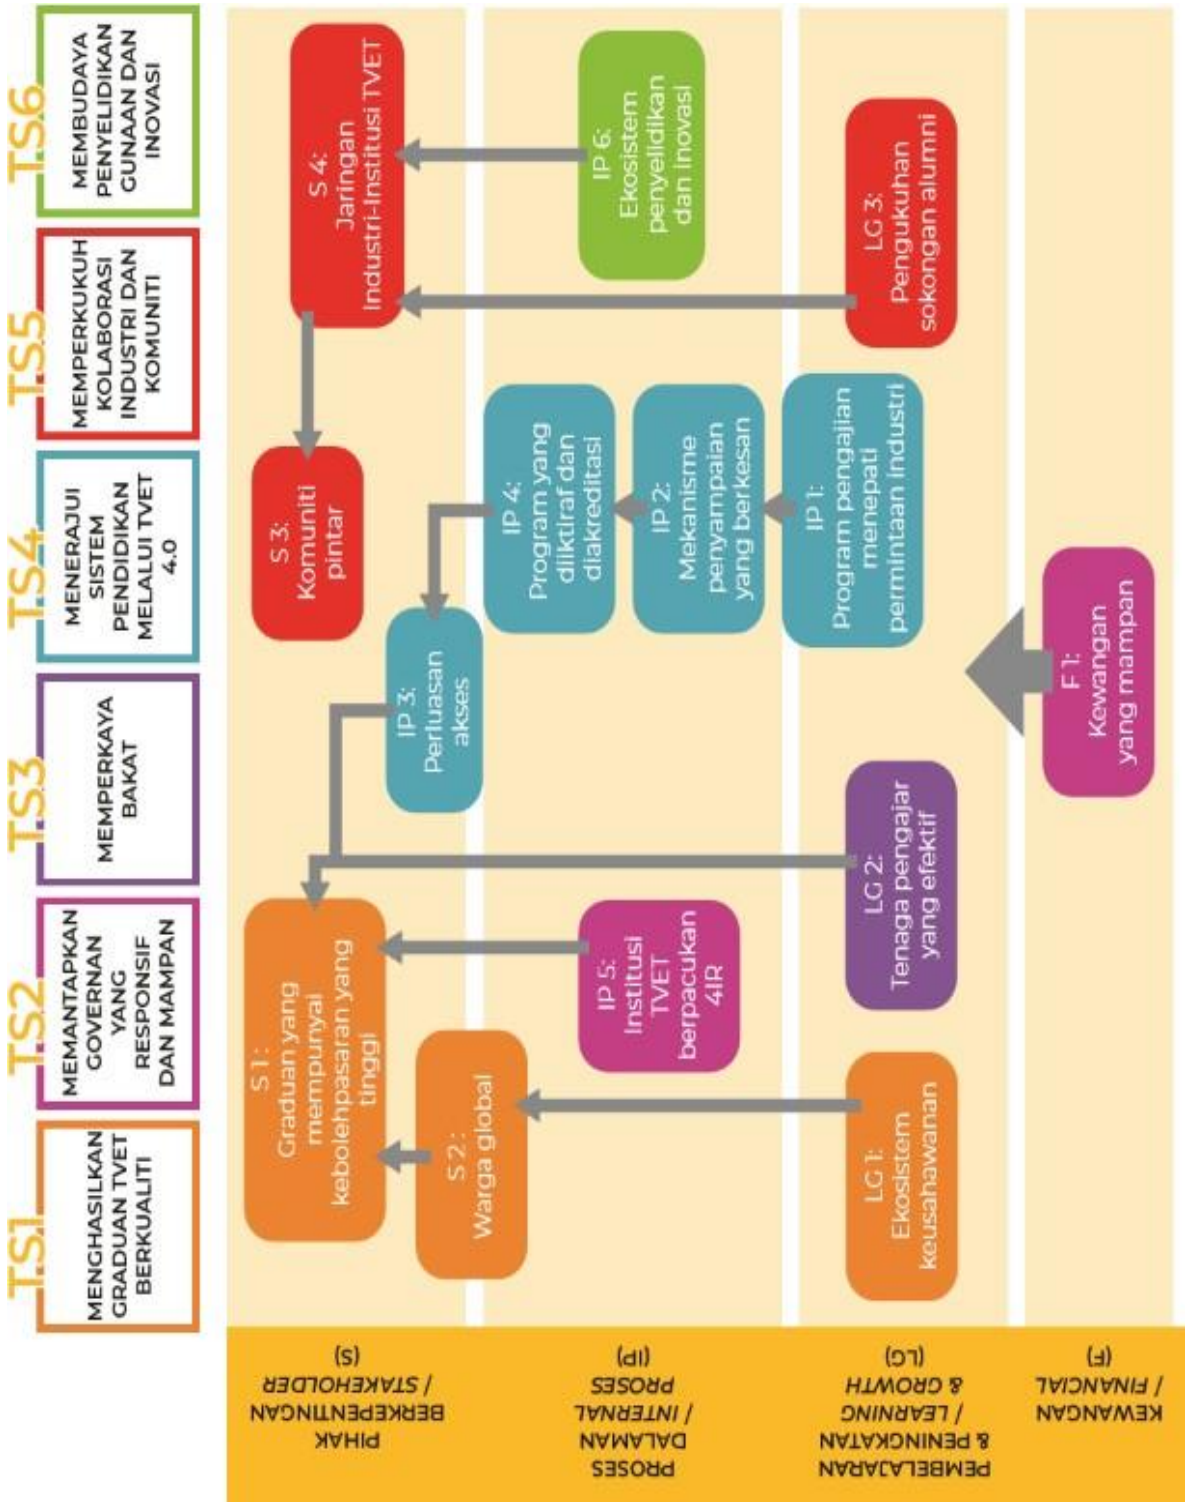 TS1
MENGHASILKAN
GRADUAN TVET
BERKUALITI
TS2
MEMANTAPKAN
GOVERNAN
YANG
RESPONSIF
DAN MAMPAN
TS3
MEMPERKAYA
BAKAT
TS4
MENERAJUI
SISTEM
PENDIDIKAN
MELALUI TVET
4.0
TS5
MEMPERKUKUH
KOLABORASI
INDUSTRI DAN
KOMUNITI
TS6
MEMBUDAYA
PENYELIDIKAN
GUNAAN DAN
INOVASI
PIHAK
BERKEPENTINGAN
/ STAKEHOLDER
(S)
S 1 :
Graduan yang
mempunyai
kebolehpasaran yang
tinggi
S 2 :
Warga global
IP 3:
Perluasan
akses
S 3:
Komuniti
pintar
S 4:
Jaringan
Industri-Institusi TVET
PROSES
DALAMAN
/ INTERNAL
PROSES
(IP)
IP 5:
Institusi
TVET
berpacukan
4IR
IP 4:
Program yang
diiktiraf dan
diakreditasi
IP 2:
Mekanisme
penyampaian
yang berkesan
IP 6:
Ekosistem
penyelidikan
dan inovasi
PEMBELAJARAN
& PENINGKATAN
/ LEARNING
& GROWTH
(LG)
LG 1:
Ekosistem
keusahawanan
LG 2:
Tenaga pengajar
yang efektif
IP 1:
Program pengajian
menepati
permintaan industri
LG 3:
Pengukuhan
sokongan alumni
KEWANGAN
/ FINANCIAL
(F)
F 1:
Kewangan
yang mampan